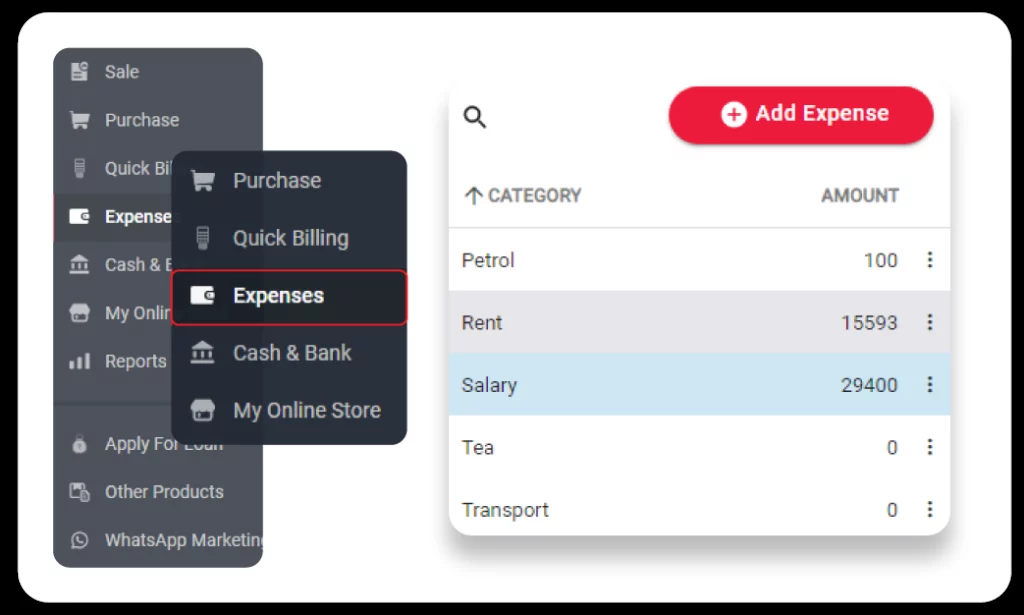 Sale
Purchase
Quick Bi
Expense
Cash &
My Onlin
Reports
Apply For Loan
Other Products
WhatsApp Marketin
Purchase
Quick Billing
Expenses
Cash & Bank
My Online Store
Add Expense
CATEGORY AMOUNT
Petrol 100
Rent 15593
Salary 29400
Tea 0
Transport 0